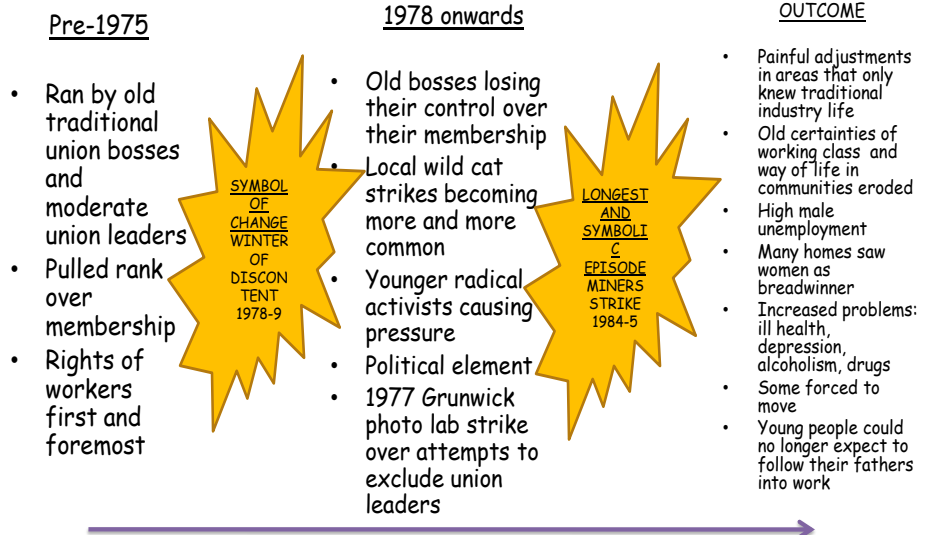 Pre-1975
• Ran by old
traditional
union bosses
and
moderate
union leaders
• Pulled rank
over
membership
• Rights of
workers
first and
foremost
SYMBOL
OF
CHANGE
WINTER
OF
DISCON
TENT
1978-9
1978 onwards
• Old bosses losing
their control over
their membership
• Local wild cat
strikes becoming
more and more
common
• Younger radical
activists causing
pressure
• Political element
• 1977 Grunwick
photo lab strike
over attempts to
exclude union
leaders
LONGEST
AND
SYMBOLI
C
EPISODE
MINERS
STRIKE
1984-5
OUTCOME
• Painful adjustments
in areas that only
knew traditional
industry life
• Old certainties of
working class and
way of life in
communities eroded
• High male
unemployment
• Many homes saw
women as
breadwinner
• Increased problems:
ill health,
depression,
alcoholism, drugs
• Some forced to
move
• Young people could
no longer expect to
follow their fathers
into work